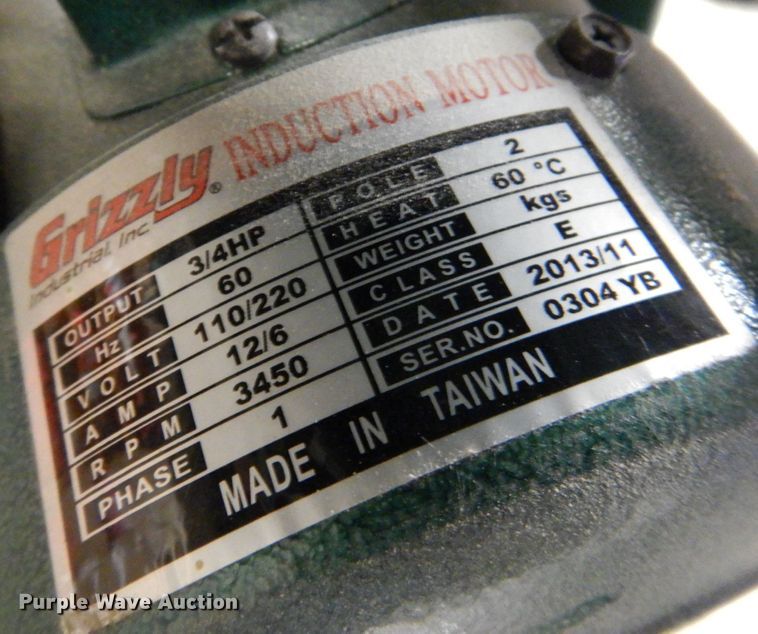 Grizzly® INDUCTION MOTOR
Industrial, Inc.
OUTPUT 3/4HP
Hz 60
VOLT 110/220
AMP 12/6
RPM 3450
PHASE 1
POLE 2
HEAT 60 °C
WEIGHT kgs
CLASS E
DATE 2013/11
SER.NO. 0304 YB
MADE IN TAIWAN
Purple Wave Auction